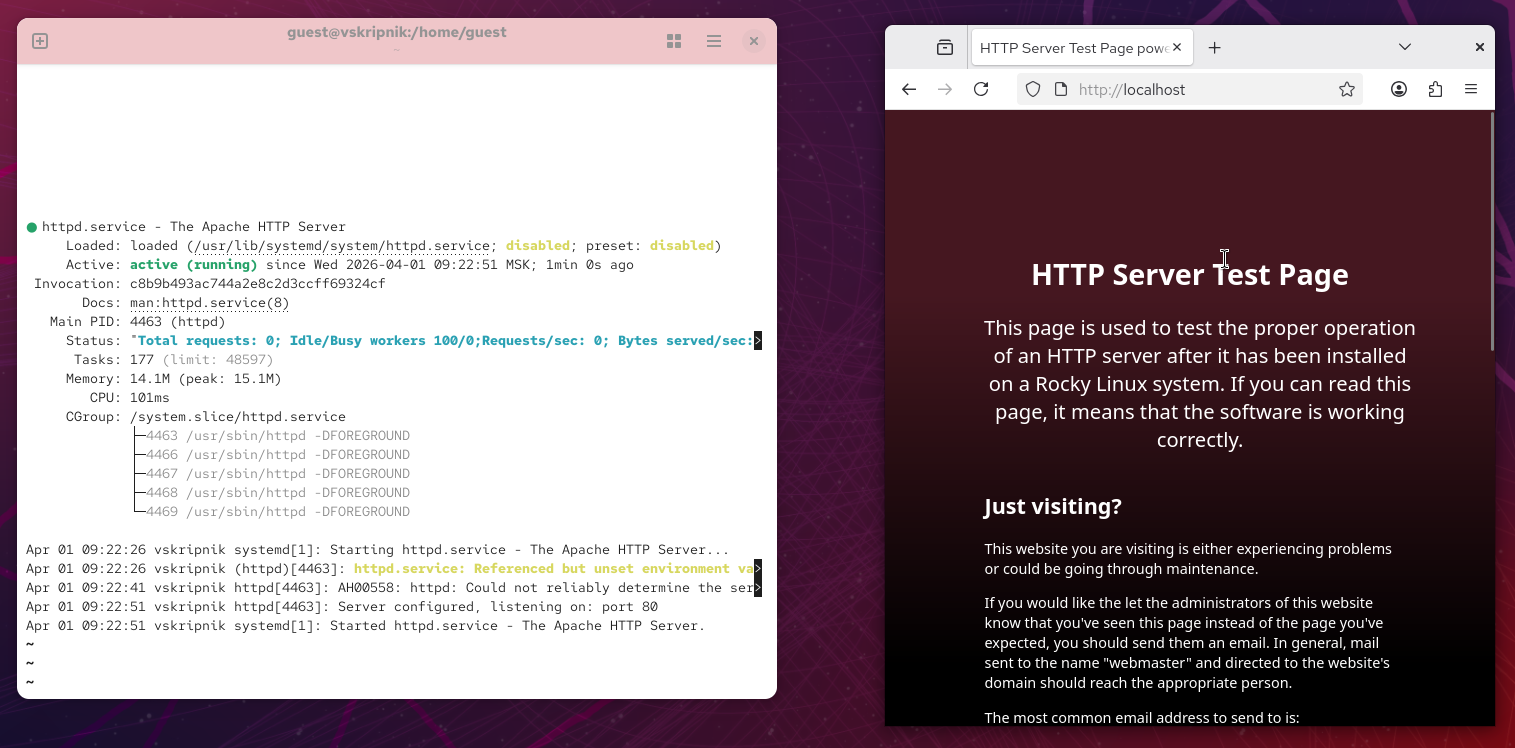 guest@vskripnik:/home/guest
~
● httpd.service - The Apache HTTP Server
Loaded: loaded (/usr/lib/systemd/system/httpd.service; disabled; preset: disabled)
Active: active (running) since Wed 2026-04-01 09:22:51 MSK; 1min 0s ago
Invocation: c8b9b493ac744a2e8c2d3ccff69324cf
Docs: man:httpd.service(8)
Main PID: 4463 (httpd)
Status: "Total requests: 0; Idle/Busy workers 100/0;Requests/sec: 0; Bytes served/sec:>
Tasks: 177 (limit: 48597)
Memory: 14.1M (peak: 15.1M)
CPU: 101ms
CGroup: /system.slice/httpd.service
├─4463 /usr/sbin/httpd -DFOREGROUND
├─4466 /usr/sbin/httpd -DFOREGROUND
├─4467 /usr/sbin/httpd -DFOREGROUND
├─4468 /usr/sbin/httpd -DFOREGROUND
└─4469 /usr/sbin/httpd -DFOREGROUND
Apr 01 09:22:26 vskripnik systemd[1]: Starting httpd.service - The Apache HTTP Server...
Apr 01 09:22:26 vskripnik (httpd)[4463]: httpd.service: Referenced but unset environment va>
Apr 01 09:22:41 vskripnik httpd[4463]: AH00558: httpd: Could not reliably determine the ser>
Apr 01 09:22:51 vskripnik httpd[4463]: Server configured, listening on: port 80
Apr 01 09:22:51 vskripnik systemd[1]: Started httpd.service - The Apache HTTP Server.
~
~
~
HTTP Server Test Page powe
http://localhost
HTTP Server Test Page
This page is used to test the proper operation
of an HTTP server after it has been installed
on a Rocky Linux system. If you can read this
page, it means that the software is working
correctly.
Just visiting?
This website you are visiting is either experiencing problems
or could be going through maintenance.
If you would like the let the administrators of this website
know that you've seen this page instead of the page you've
expected, you should send them an email. In general, mail
sent to the name "webmaster" and directed to the website's
domain should reach the appropriate person.
The most common email address to send to is: